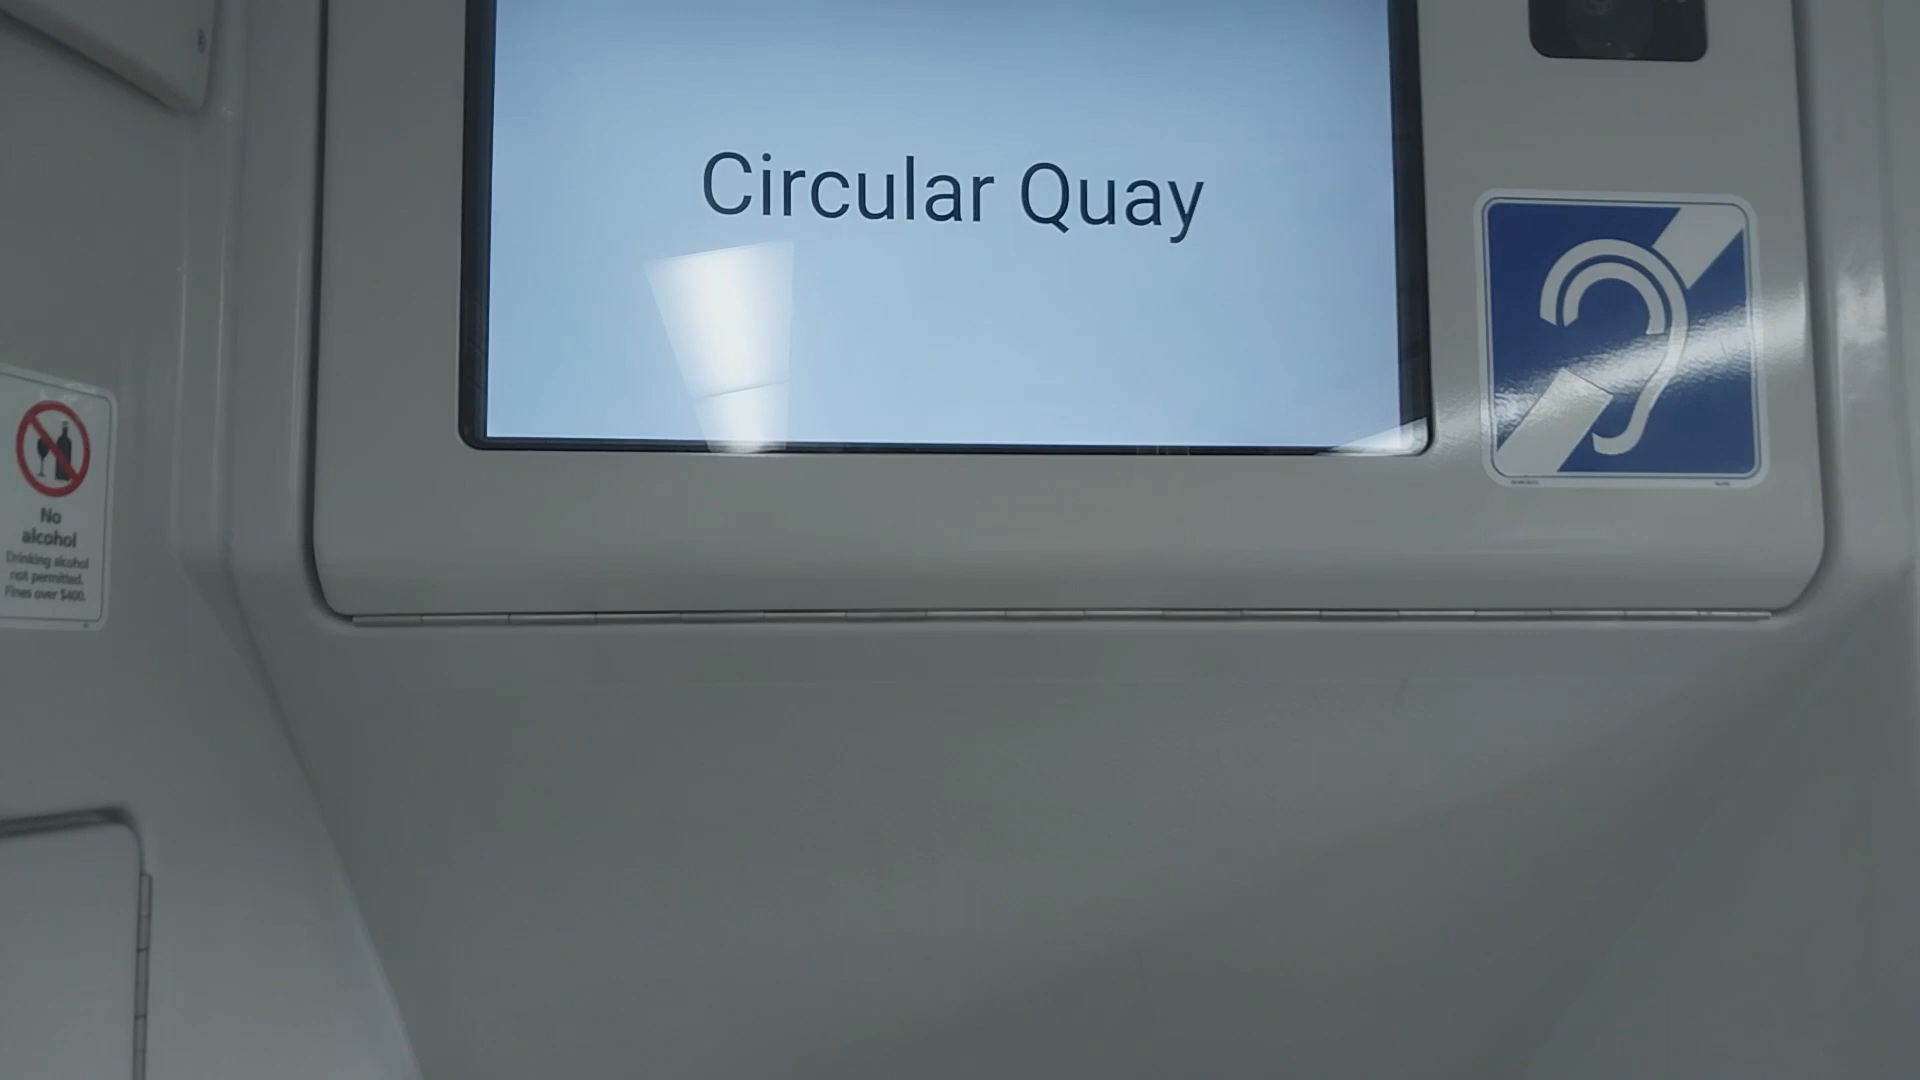 Circular Quay
No
alcohol
Drinking alcohol
not permitted.
Fines over $400.